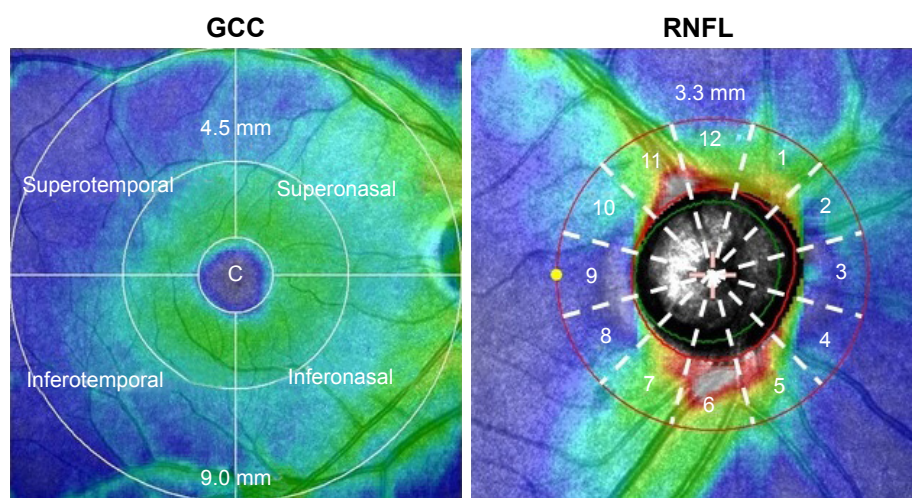 GCC
4.5 mm
Superotemporal
Superonasal
C
Inferotemporal
Inferonasal
9.0 mm
RNFL
3.3 mm
12
11
1
10
2
9
3
8
4
7
5
6